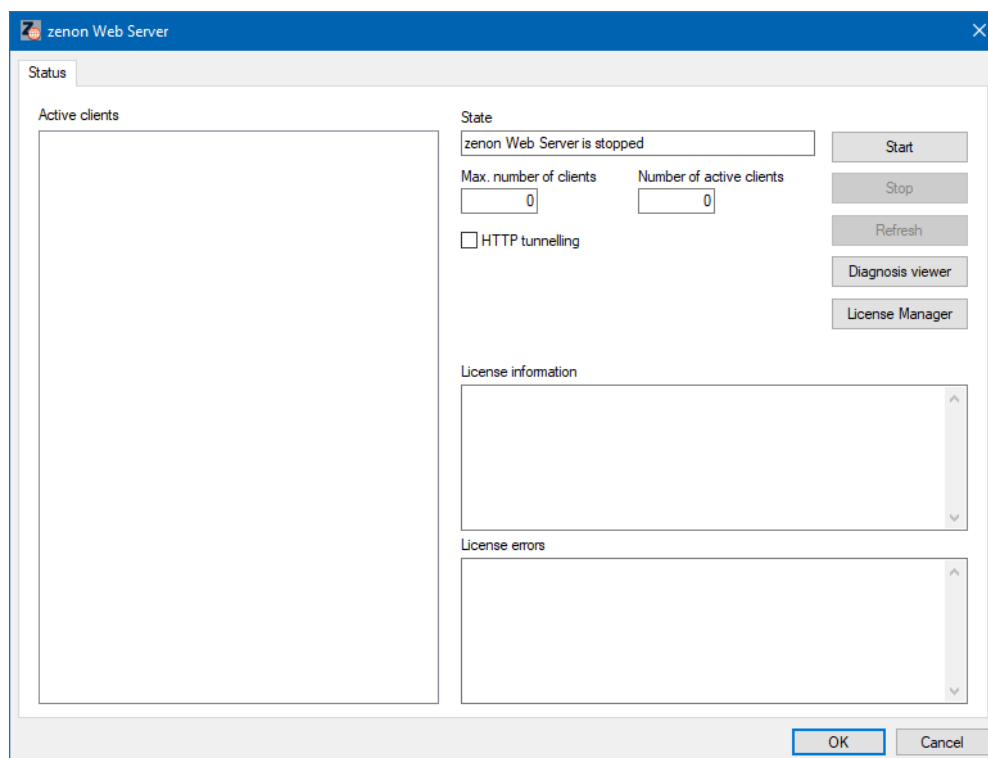 zenon Web Server
Status
Active clients
State
zenon Web Server is stopped
Start
Max. number of clients
Number of active clients
0
0
Stop
HTTP tunnelling
Refresh
Diagnosis viewer
License Manager
License information
License errors
OK
Cancel